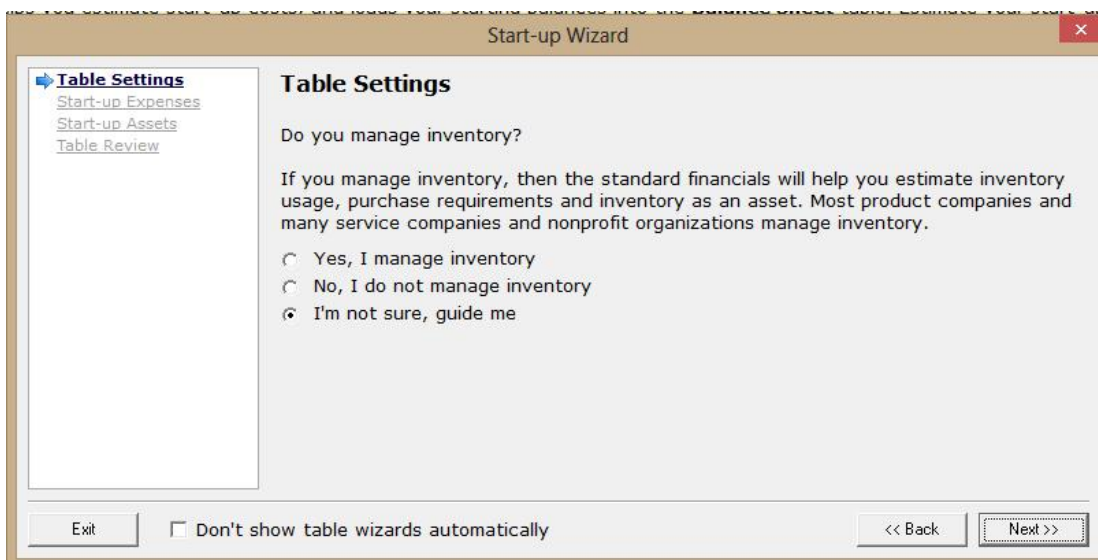 Start-up Wizard
Table Settings
Start-up Expenses
Start-up Assets
Table Review
Table Settings
Do you manage inventory?
If you manage inventory, then the standard financials will help you estimate inventory
usage, purchase requirements and inventory as an asset. Most product companies and
many service companies and nonprofit organizations manage inventory.
Yes, I manage inventory
No, I do not manage inventory
I'm not sure, guide me
Exit
Don't show table wizards automatically
<< Back
Next >>